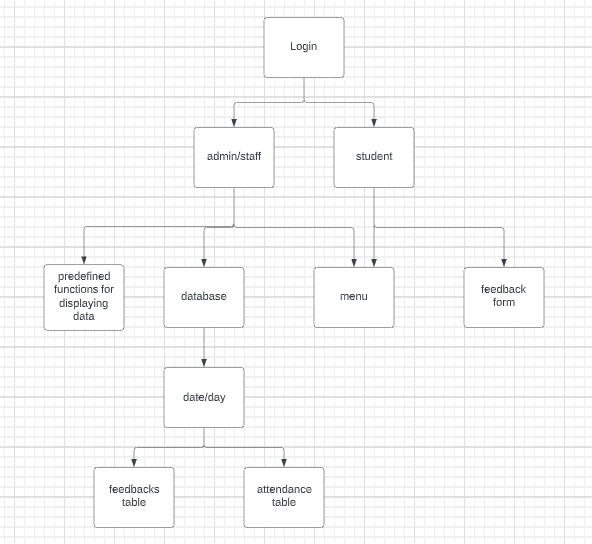 Login
admin/staff
student
predefined
functions for
displaying
data
database
menu
feedback
form
date/day
feedbacks
table
attendance
table